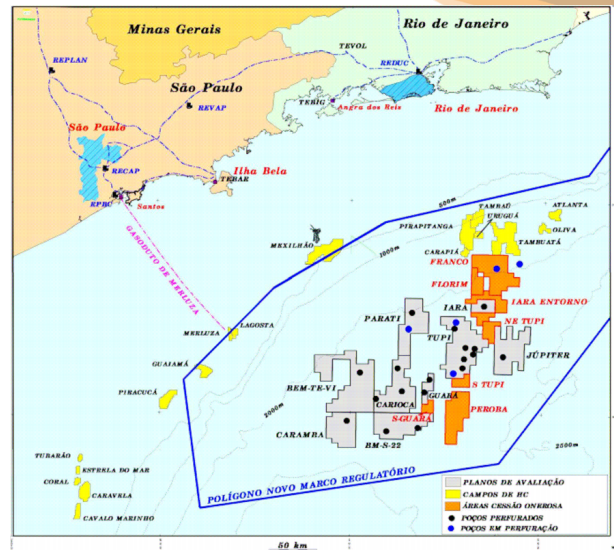 Minas Gerais
Rio de Janeiro
TEVOL
REPLAN
REDUC
São Paulo
REVAP
TEBIG
Angra dos Reis
Rio de Janeiro
São Paulo
RECAP
Ilha Bela
TEBAR
RPBC
Santos
GASODUTO DE MERLUZA
500m
1000m
MEXILHÃO
TAMBAÚ
URUGUÁ
PIRAPITANGA
CARAPIÁ
ATLANTA
OLIVA
TAMBUATÁ
FRANCO
FLORIM
IARA
IARA ENTORNO
NE TUPI
PARATI
TUPI
JÚPITER
LAGOSTA
MERLUZA
GUAIAMÁ
PIRACUCÁ
2000m
BEM-TE-VI
CARIOCA
GUARÁ
S TUPI
S-GUARÁ
PEROBA
CARAMBA
BM-S-22
2500m
TUBARÃO
ESTRELA DO MAR
CORAL
CARAVELA
CAVALO MARINHO
POLÍGONO NOVO MARCO REGULATÓRIO
PLANOS DE AVALIAÇÃO
CAMPOS DE HC
ÁREAS CESSÃO ONEROSA
POÇOS PERFURADOS
POÇOS EM PERFURAÇÃO
50 km